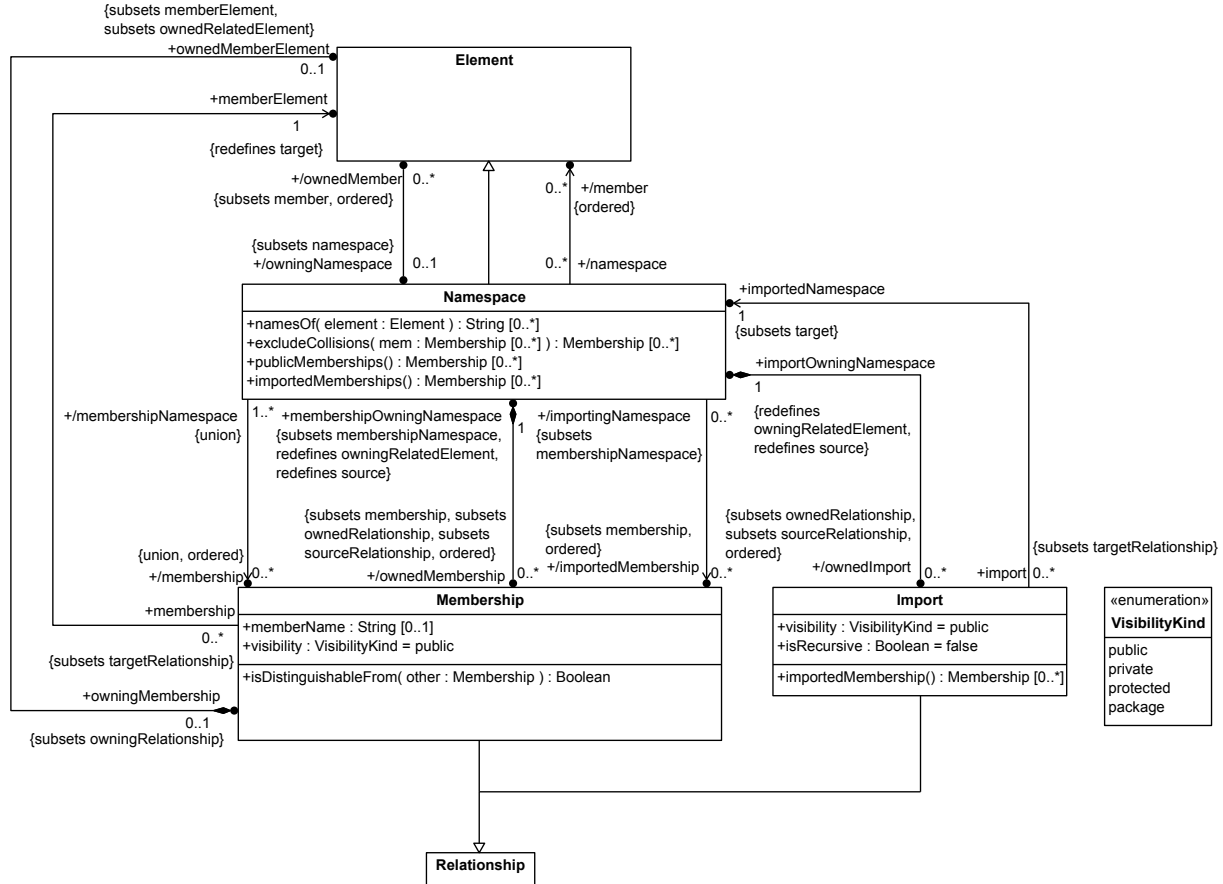 {subsets memberElement,
subsets ownedRelatedElement}
+ownedMemberElement
0..1
Element
+memberElement
1
{redefines target}
+/ownedMember
0..*
{subsets member, ordered}
0..*
+/member
{ordered}
{subsets namespace}
+/owningNamespace
0..1
0..*
+/namespace
Namespace
+namesOf( element : Element ) : String [0..*]
+excludeCollisions( mem : Membership [0..*] ) : Membership [0..*]
+publicMemberships() : Membership [0..*]
+importedMemberships() : Membership [0..*]
+importedNamespace
1
{subsets target}
+importOwningNamespace
1
{redefines
owningRelatedElement,
redefines source}
+/membershipNamespace
1..*
{union}
+membershipOwningNamespace
1
{subsets membershipNamespace,
redefines owningRelatedElement,
redefines source}
+/importingNamespace
0..*
{subsets
membershipNamespace}
{union, ordered}
+/membership
0..*
{subsets membership, subsets
ownedRelationship, subsets
sourceRelationship, ordered}
+/ownedMembership
0..*
{subsets membership,
ordered}
+/importedMembership
0..*
{subsets ownedRelationship,
subsets sourceRelationship,
ordered}
+/ownedImport
0..*
{subsets targetRelationship}
+import
0..*
+membership
0..*
{subsets targetRelationship}
+owningMembership
0..1
{subsets owningRelationship}
Membership
+memberName : String [0..1]
+visibility : VisibilityKind = public
+isDistinguishableFrom( other : Membership ) : Boolean
Import
+visibility : VisibilityKind = public
+isRecursive : Boolean = false
+importedMembership() : Membership [0..*]
«enumeration»
VisibilityKind
public
private
protected
package
Relationship